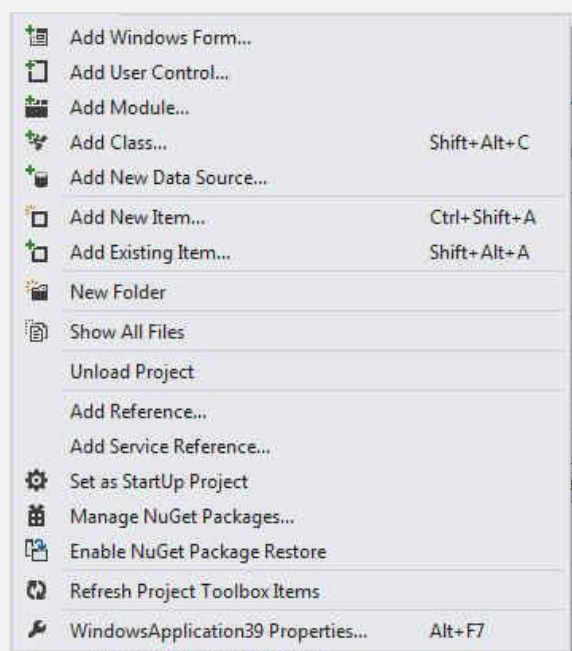 Add Windows Form...
Add User Control...
Add Module...
Add Class... Shift+Alt+C
Add New Data Source...
Add New Item... Ctrl+Shift+A
Add Existing Item... Shift+Alt+A
New Folder
Show All Files
Unload Project
Add Reference...
Add Service Reference...
Set as StartUp Project
Manage NuGet Packages...
Enable NuGet Package Restore
Refresh Project Toolbox Items
WindowsApplication39 Properties... Alt+F7